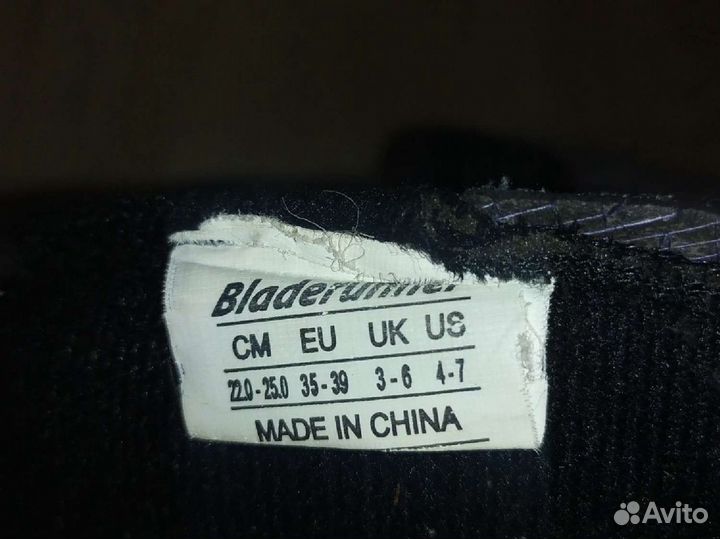 Bladerunner
CM EU UK US
22.0-25.0 35-39 3-6 4-7
MADE IN CHINA
Avito